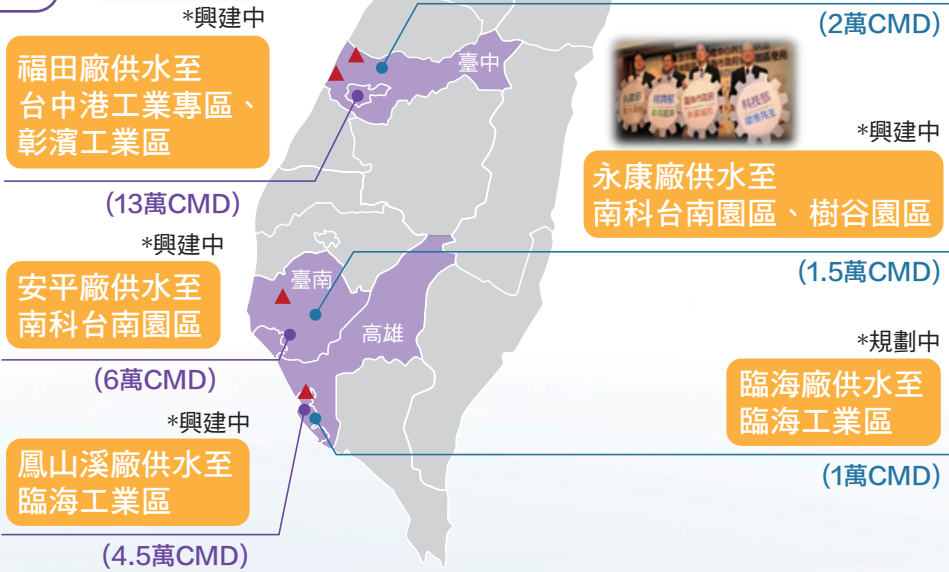 *興建中
福田廠供水至
台中港工業專區、
彰濱工業區
(13萬CMD)
*興建中
安平廠供水至
南科台南園區
(6萬CMD)
*興建中
鳳山溪廠供水至
臨海工業區
(4.5萬CMD)
臺中
臺南
高雄
(2萬CMD)
科技部
*興建中
永康廠供水至
南科台南園區、樹谷園區
(1.5萬CMD)
*規劃中
臨海廠供水至
臨海工業區
(1萬CMD)